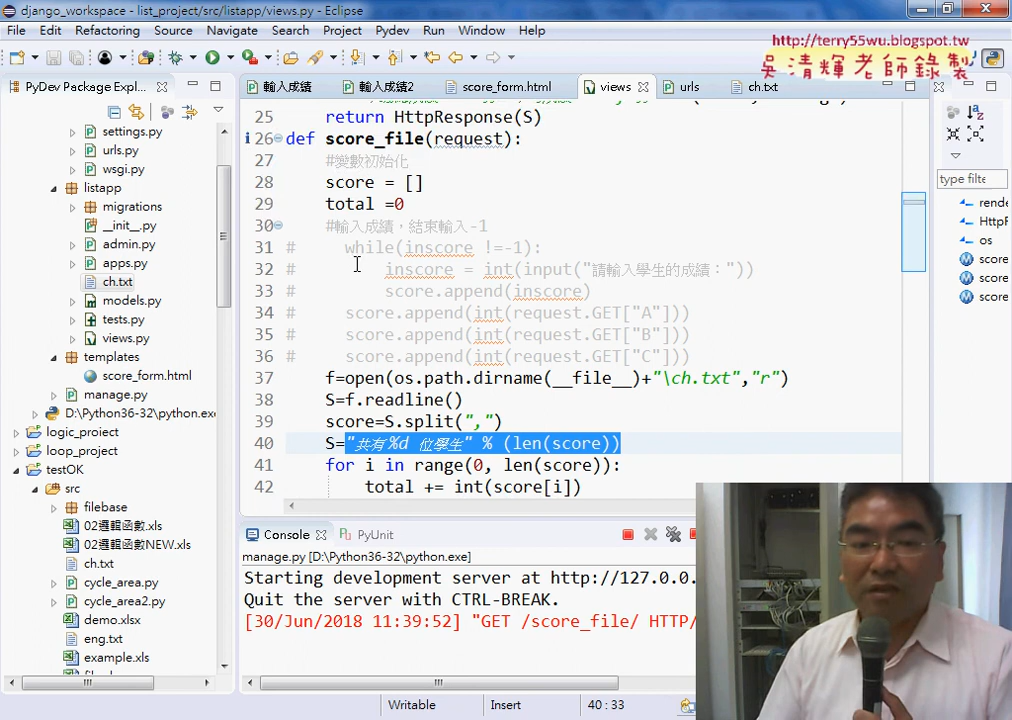 django_workspace - list_project/src/listapp/views.py - Eclipse
File Edit Refactoring Source Navigate Search Project Pydev Run Window Help
http://terry55wu.blogspot.tw
吳清輝老師錄製
PyDev Package Expl...
輸入成績 輸入成績2 score_form.html views urls ch.txt
settings.py
urls.py
wsgi.py
listapp
migrations
__init__.py
admin.py
apps.py
ch.txt
models.py
tests.py
views.py
templates
score_form.html
manage.py
D:\Python36-32\python.exe
logic_project
loop_project
testOK
src
filebase
02邏輯函數.xls
02邏輯函數NEW.xls
ch.txt
cycle_area.py
cycle_area2.py
demo.xlsx
eng.txt
example.xls
25 return HttpResponse(S)
26 def score_file(request):
27 #變數初始化
28 score = []
29 total =0
30 #輸入成績，結束輸入-1
31 # while(inscore !=-1):
32 # inscore = int(input("請輸入學生的成績："))
33 # score.append(inscore)
34 # score.append(int(request.GET["A"]))
35 # score.append(int(request.GET["B"]))
36 # score.append(int(request.GET["C"]))
37 f=open(os.path.dirname(__file__)+"\ch.txt","r")
38 S=f.readline()
39 score=S.split(",")
40 S="共有%d 位學生" % (len(score))
41 for i in range(0, len(score)):
42 total += int(score[i])
type filte
rende
HttpF
os
score
score
score
Console PyUnit
manage.py [D:\Python36-32\python.exe]
Starting development server at http://127.0.0.
Quit the server with CTRL-BREAK.
[30/Jun/2018 11:39:52] "GET /score_file/ HTTP/
Writable Insert 40 : 33